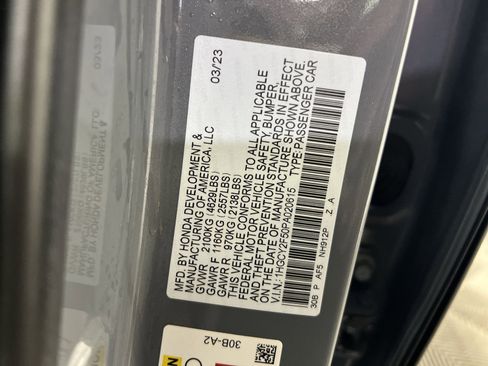 03/23
MFD. BY HONDA DEVELOPMENT &
MANUFACTURING OF AMERICA, LLC
GVWR 2100KG (4629LBS)
GAWR F 1160KG (2557LBS)
GAWR R 970KG (2138LBS)
THIS VEHICLE CONFORMS TO ALL APPLICABLE
FEDERAL MOTOR VEHICLE SAFETY, BUMPER,
AND THEFT PREVENTION STANDARDS IN EFFECT
ON THE DATE OF MANUFACTURE SHOWN ABOVE.
V.I.N.:1HGCY2F50PA020615 TYPE:PASSENGER CAR
30B P AF5 NH912P Z A
30B-A2